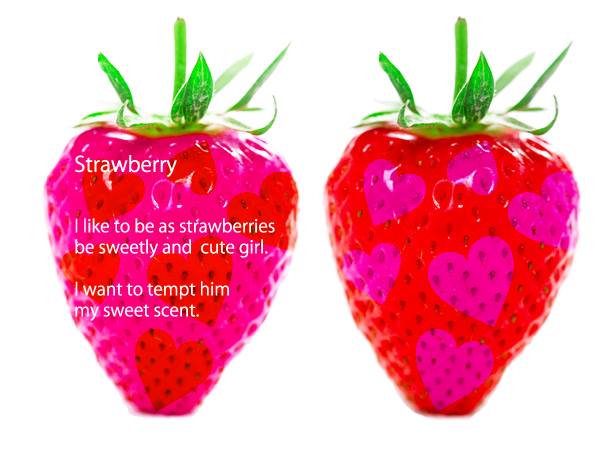 Strawberry
I like to be as strawberries
be sweetly and cute girl.
I want to tempt him
my sweet scent.